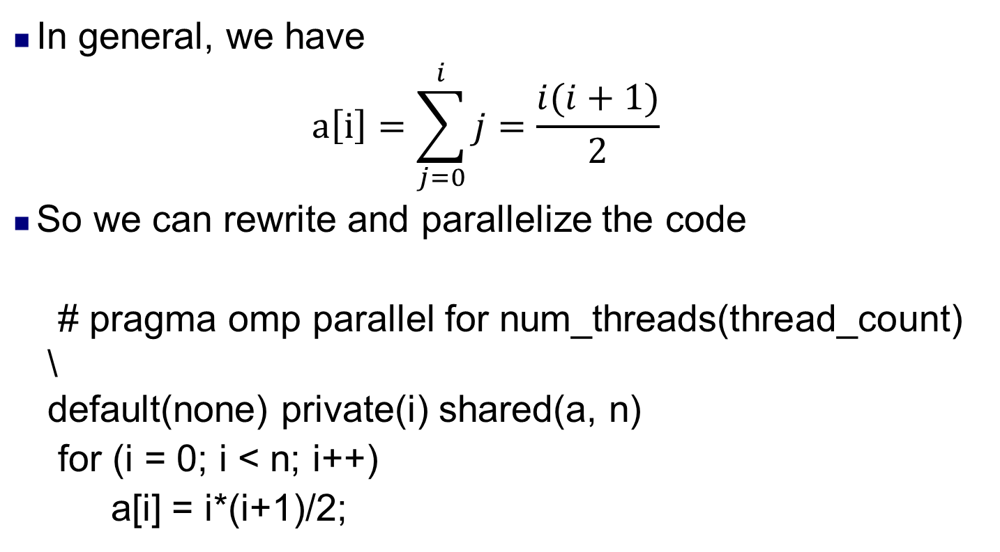 ■ In general, we have
a[i] = \sum_{j=0}^{i} j = \frac{i(i + 1)}{2}
■ So we can rewrite and parallelize the code
# pragma omp parallel for num_threads(thread_count)
\
default(none) private(i) shared(a, n)
for (i = 0; i < n; i++)
a[i] = i*(i+1)/2;